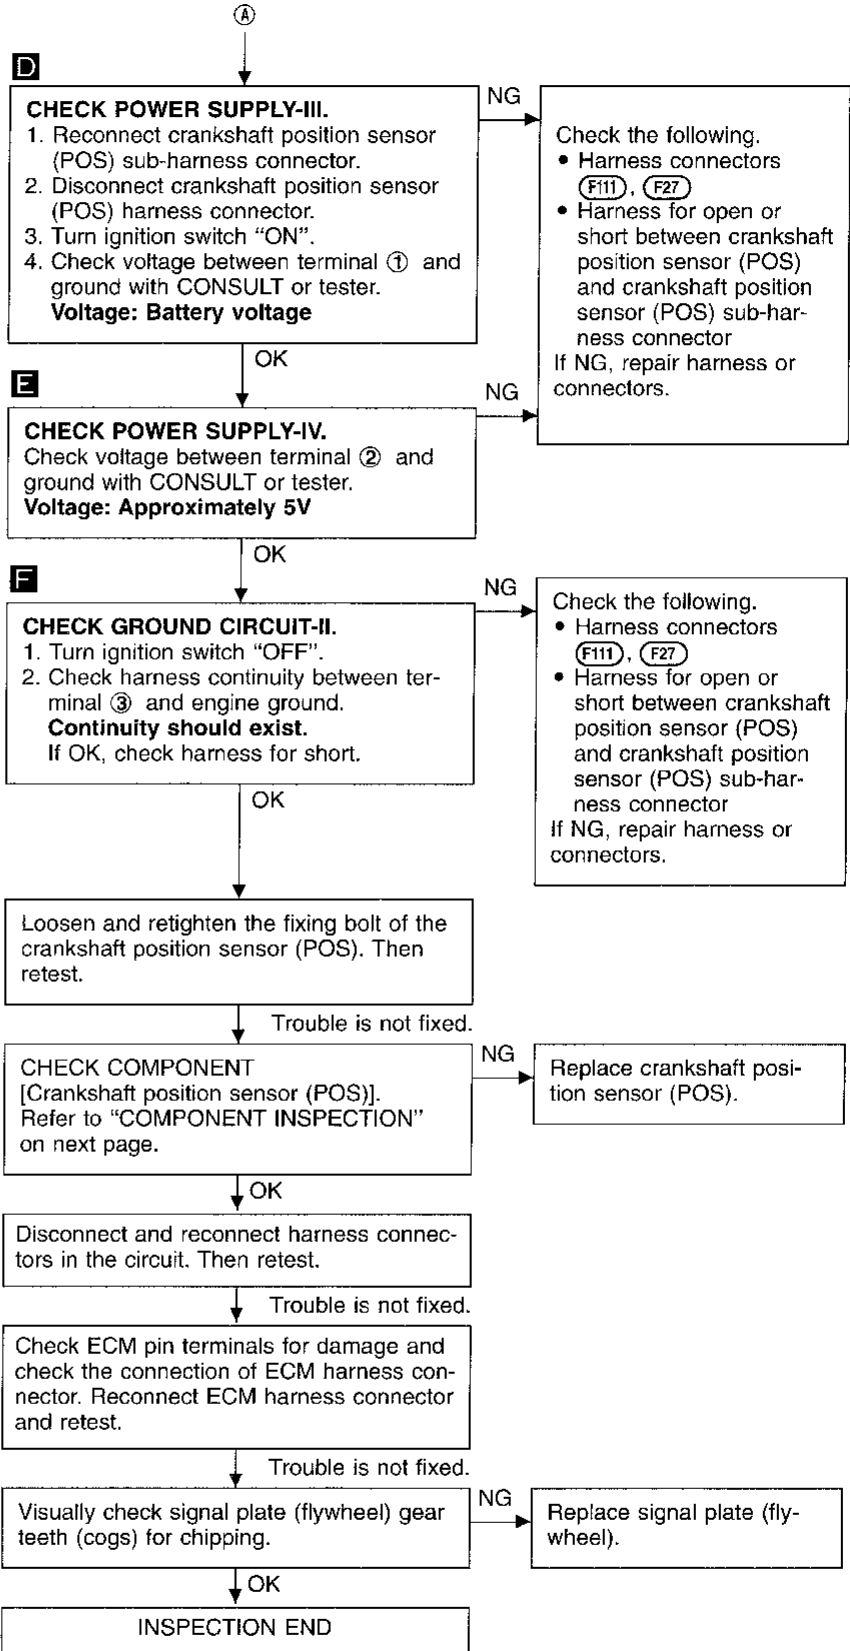 Ⓐ
D
CHECK POWER SUPPLY-III.
1. Reconnect crankshaft position sensor
(POS) sub-harness connector.
2. Disconnect crankshaft position sensor
(POS) harness connector.
3. Turn ignition switch “ON”.
4. Check voltage between terminal ① and
ground with CONSULT or tester.
Voltage: Battery voltage
NG
Check the following.
• Harness connectors
F111, F27
• Harness for open or
short between crankshaft
position sensor (POS)
and crankshaft position
sensor (POS) sub-har-
ness connector
If NG, repair harness or
connectors.
OK
E
CHECK POWER SUPPLY-IV.
Check voltage between terminal ② and
ground with CONSULT or tester.
Voltage: Approximately 5V
NG
OK
F
CHECK GROUND CIRCUIT-II.
1. Turn ignition switch “OFF”.
2. Check harness continuity between ter-
minal ③ and engine ground.
Continuity should exist.
If OK, check harness for short.
NG
Check the following.
• Harness connectors
F111, F27
• Harness for open or
short between crankshaft
position sensor (POS)
and crankshaft position
sensor (POS) sub-har-
ness connector
If NG, repair harness or
connectors.
OK
Loosen and retighten the fixing bolt of the
crankshaft position sensor (POS). Then
retest.
Trouble is not fixed.
CHECK COMPONENT
[Crankshaft position sensor (POS)].
Refer to “COMPONENT INSPECTION”
on next page.
NG
Replace crankshaft posi-
tion sensor (POS).
OK
Disconnect and reconnect harness connec-
tors in the circuit. Then retest.
Trouble is not fixed.
Check ECM pin terminals for damage and
check the connection of ECM harness con-
nector. Reconnect ECM harness connector
and retest.
Trouble is not fixed.
Visually check signal plate (flywheel) gear
teeth (cogs) for chipping.
NG
Replace signal plate (fly-
wheel).
OK
INSPECTION END